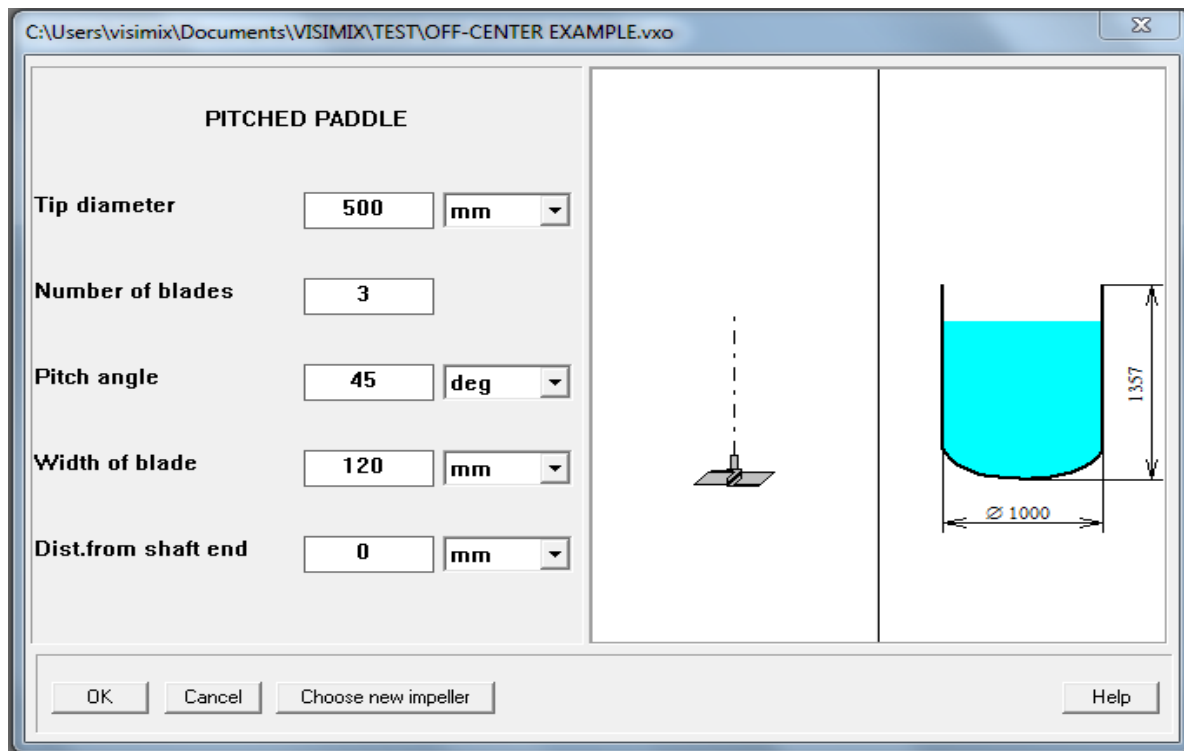 C:\Users\visimix\Documents\VISIMIX\TEST\OFF-CENTER EXAMPLE.vxo
PITCHED PADDLE
Tip diameter 500 mm
Number of blades 3
Pitch angle 45 deg
Width of blade 120 mm
Dist.from shaft end 0 mm
1357
Ø 1000
OK Cancel Choose new impeller Help